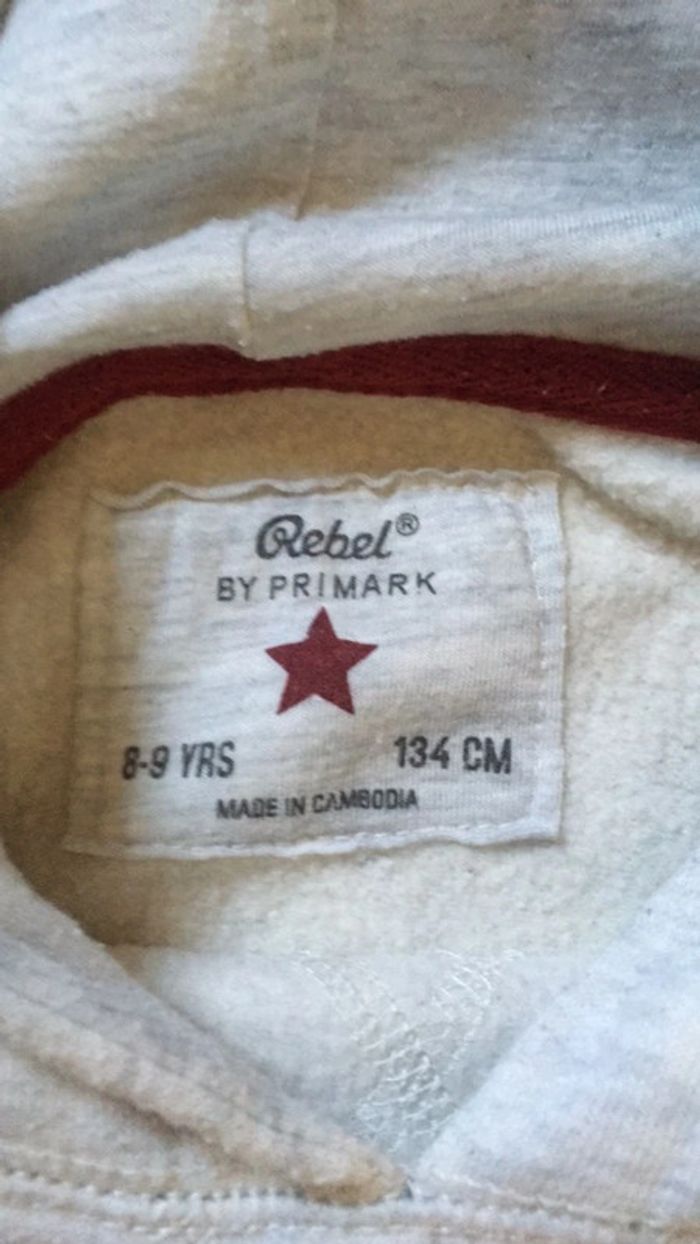 Rebel®
BY PRIMARK
8-9 YRS 134 CM
MADE IN CAMBODIA